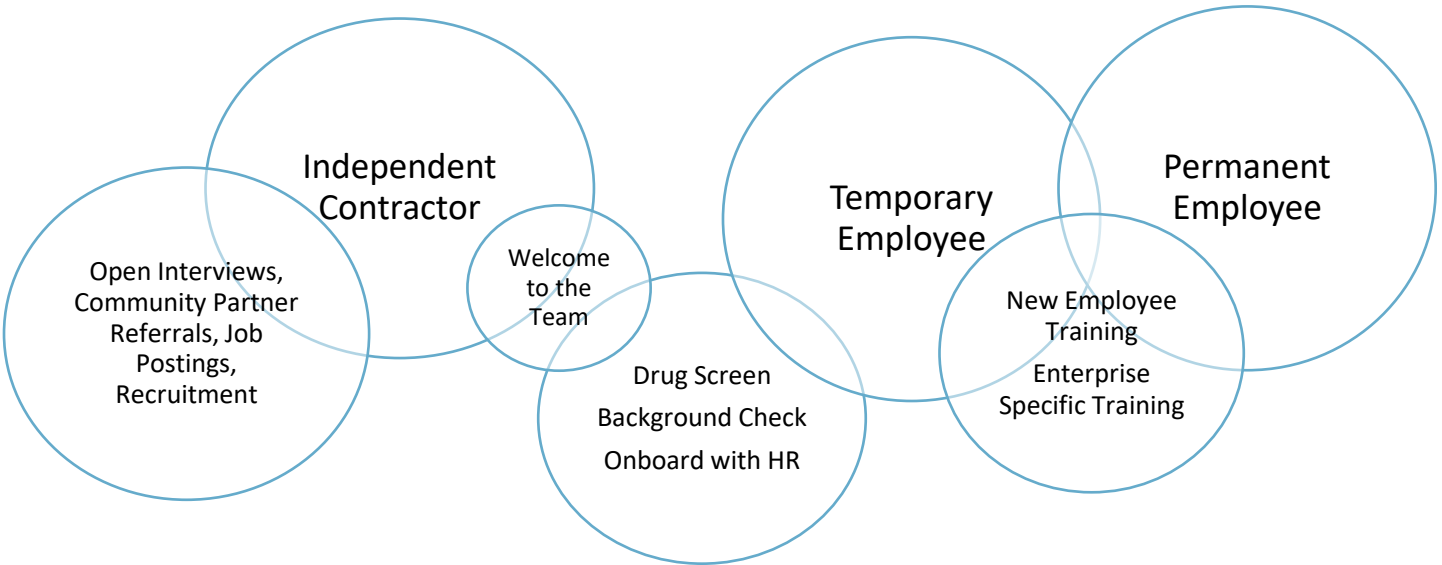 Independent
Contractor
Open Interviews,
Community Partner
Referrals, Job
Postings,
Recruitment
Welcome
to the
Team
Drug Screen
Background Check
Onboard with HR
Temporary
Employee
New Employee
Training
Enterprise
Specific Training
Permanent
Employee